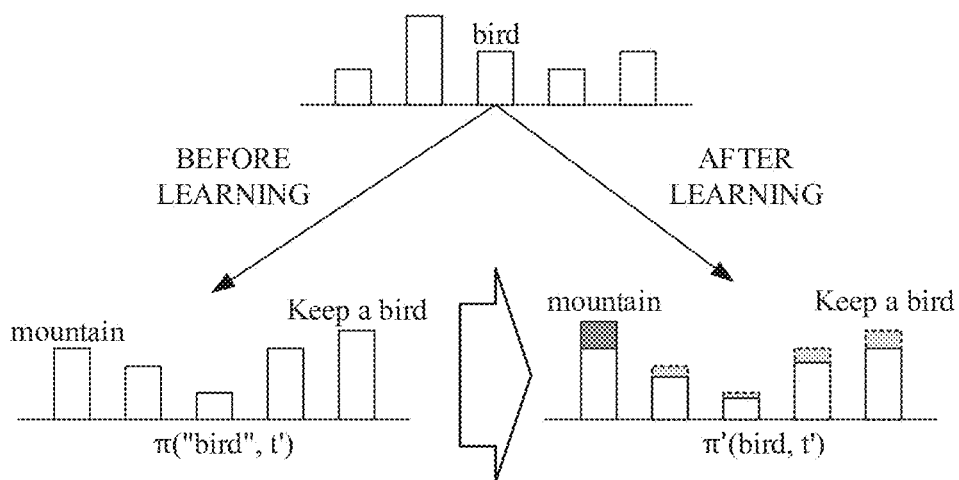 bird
BEFORE
LEARNING
AFTER
LEARNING
mountain
Keep a bird
π("bird", t')
mountain
Keep a bird
π'(bird, t')